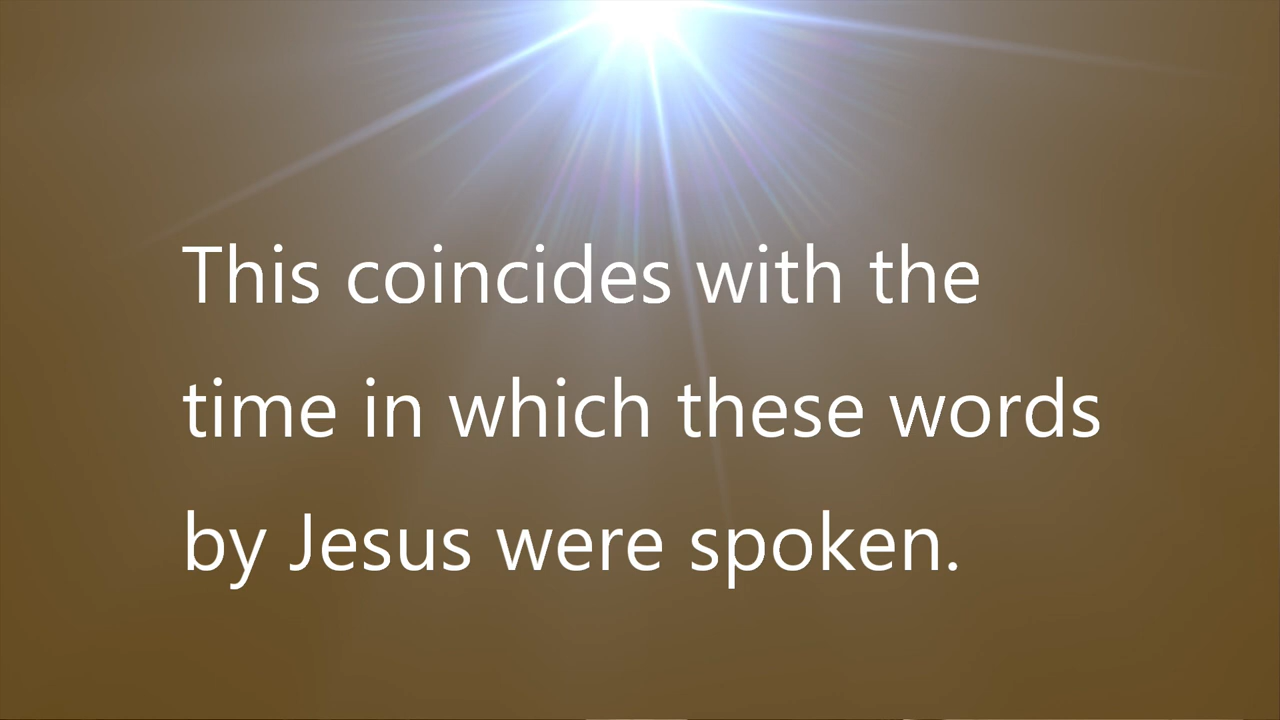 This coincides with the
time in which these words
by Jesus were spoken.